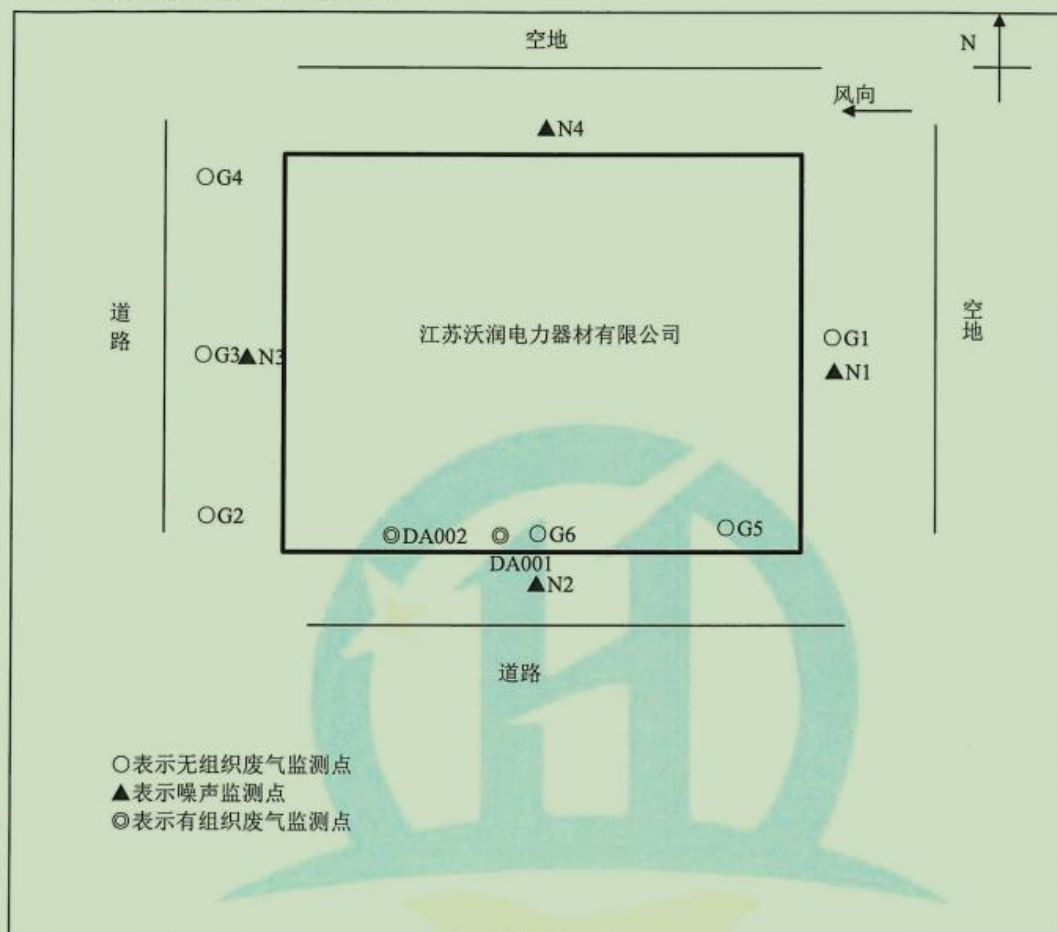 空地
N
风向
▲N4
○G4
道路
江苏沃润电力器材有限公司
空地
○G1
○G3▲N3
▲N1
○G2
◎DA002
◎
○G6
○G5
DA001
▲N2
道路
○表示无组织废气监测点
▲表示噪声监测点
◎表示有组织废气监测点